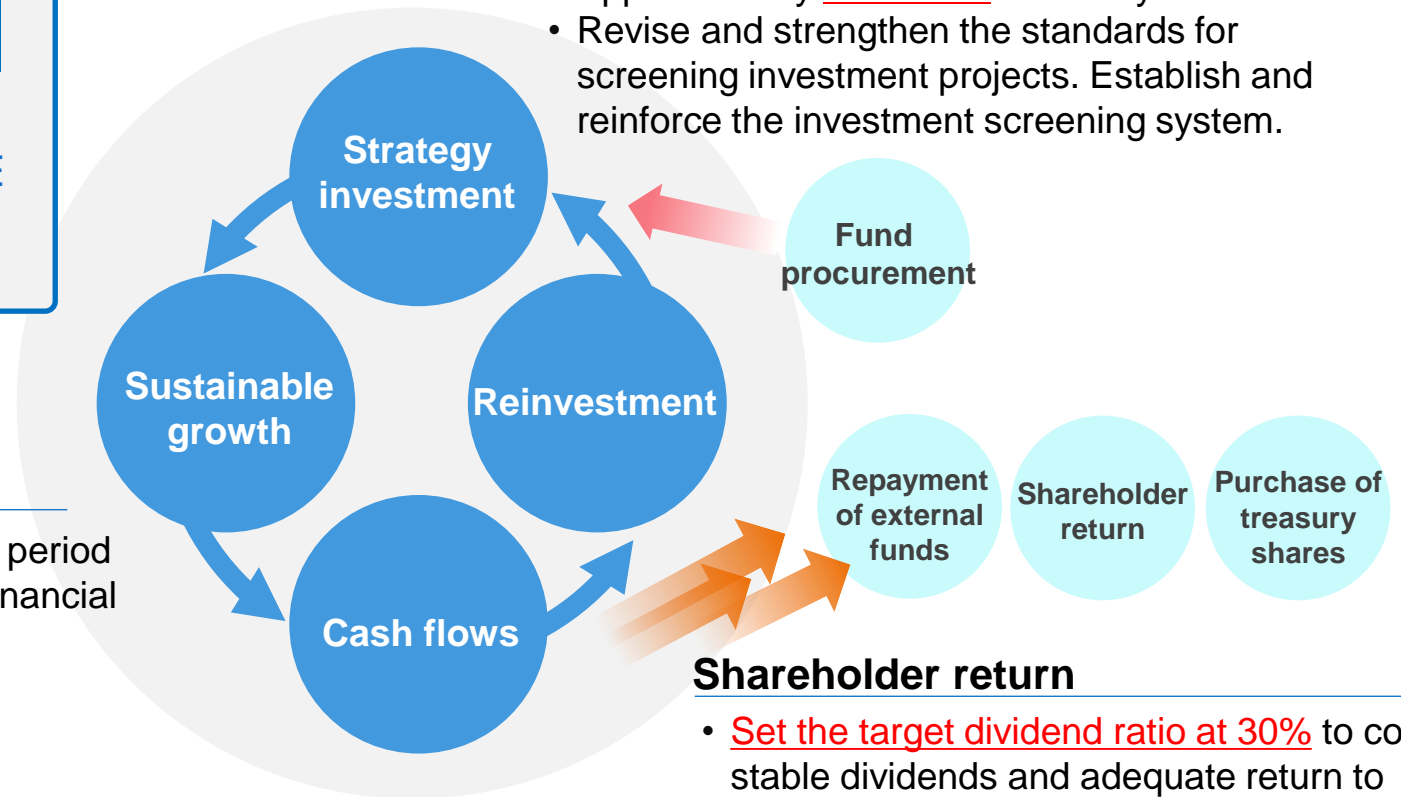 • Revise and strengthen the standards for
screening investment projects. Establish and
reinforce the investment screening system.
Strategy
investment
Fund
procurement
Sustainable
growth
Reinvestment
Repayment
of external
funds
Shareholder
return
Purchase of
treasury
shares
period
Cash flows
Shareholder return
• Set the target dividend ratio at 30% to
stable dividends and adequate return to